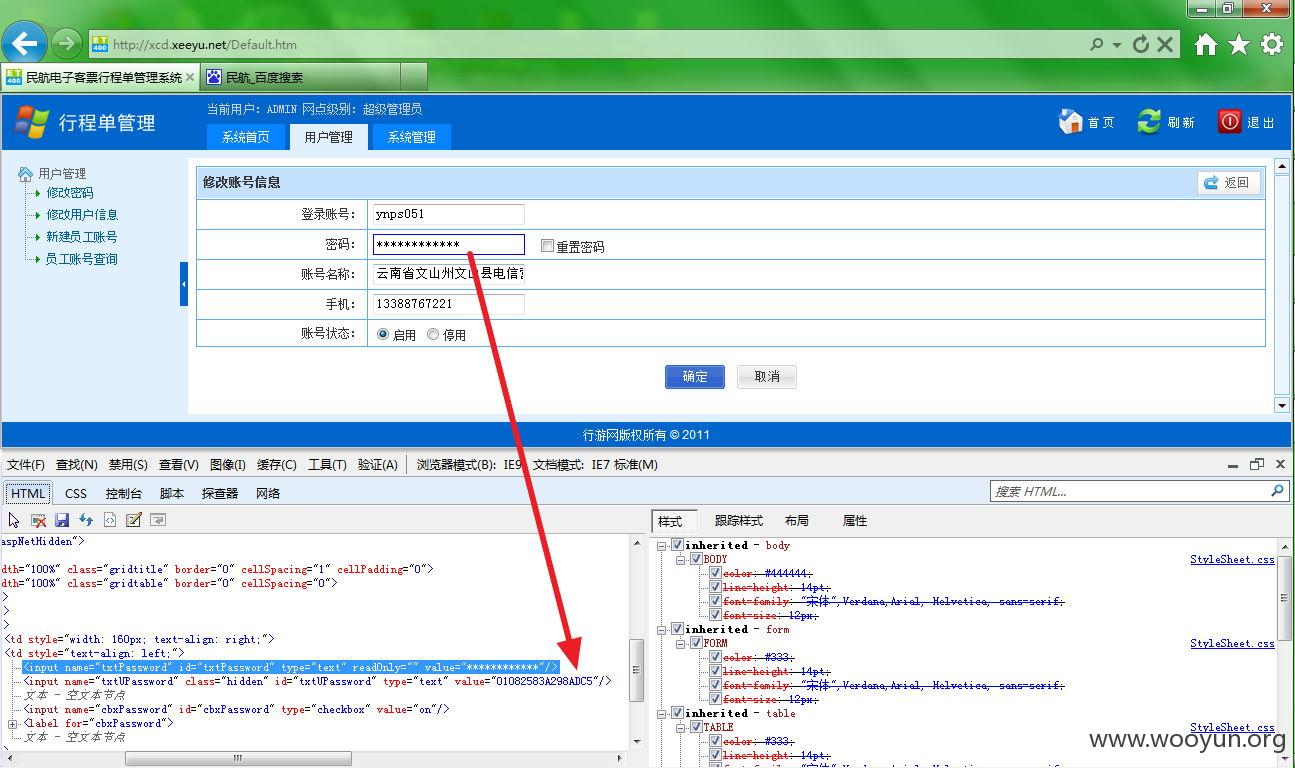 http://xcd.xeeyu.net/Default.htm
民航电子客票行程单管理系统
民航_百度搜索
当前用户: ADMIN 网点级别: 超级管理员
行程单管理
系统首页 用户管理 系统管理
首页 刷新 退出
用户管理
修改密码
修改用户信息
新建员工账号
员工账号查询
修改账号信息
返回
登录账号: ynps051
密码: ************ 重置密码
账号名称: 云南省文山州文山县电信营
手机: 13388767221
账号状态: 启用 停用
确定 取消
行游网版权所有 © 2011
文件(F) 查找(N) 禁用(S) 查看(V) 图像(I) 缓存(C) 工具(T) 验证(A) 浏览器模式(B): IE9 文档模式: IE7 标准(M)
HTML CSS 控制台 脚本 探查器 网络
搜索 HTML...
样式 跟踪样式 布局 属性
aspNetHidden">
dth="100%" class="gridtitle" border="0" cellSpacing="1" cellPadding="0">
dth="100%" class="gridtable" border="0" cellSpacing="0">
>
>
>
<td style="width: 160px; text-align: right;">
<td style="text-align: left;">
<input name="txtPassword" id="txtPassword" type="text" readOnly="" value="************"/>
<input name="txtUPassword" class="hidden" id="txtUPassword" type="text" value="01082583A298ADC5"/>
文本 - 空文本节点
<input name="cbxPassword" id="cbxPassword" type="checkbox" value="on"/>
<label for="cbxPassword">
文本 - 空文本节点
inherited - body
BODY StyleSheet.css
color: #444444;
line-height: 14pt;
font-family: "宋体",Verdana,Arial, Helvetica, sans-serif;
font-size: 12px;
inherited - form
FORM StyleSheet.css
color: #333;
line-height: 14pt;
font-family: "宋体",Verdana,Arial, Helvetica, sans-serif;
font-size: 12px;
inherited - table
TABLE StyleSheet.css
color: #333;
line-height: 14pt;
www.wooyun.org